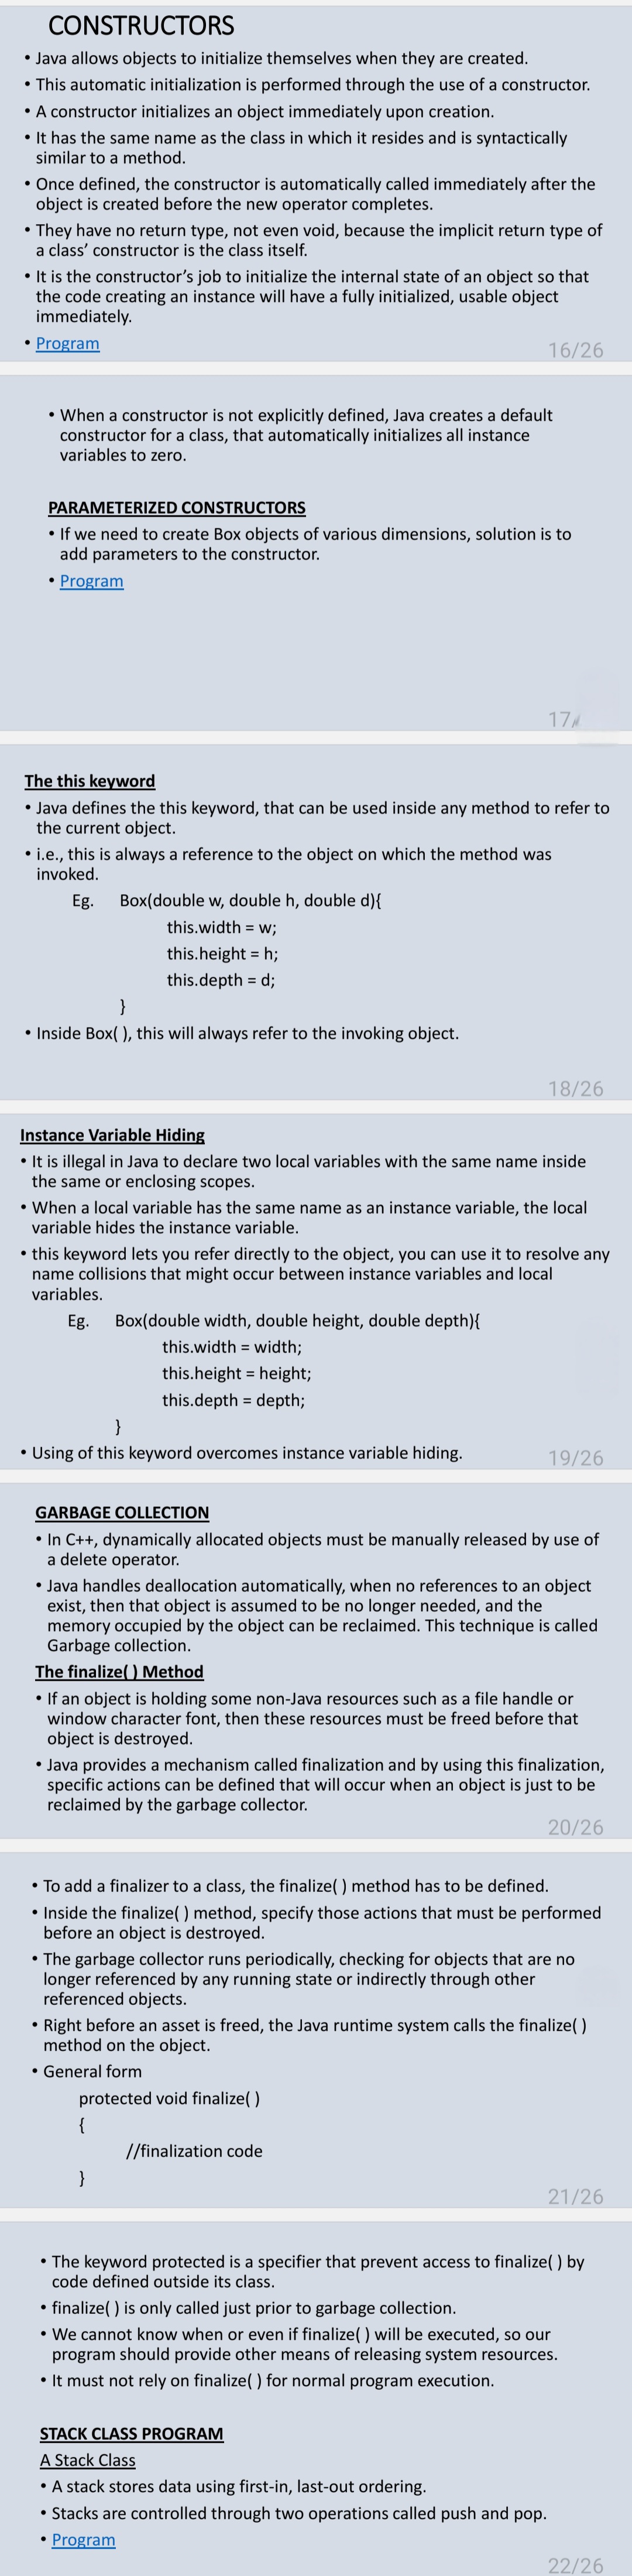 CONSTRUCTORS
• Java allows objects to initialize themselves when they are created.
• This automatic initialization is performed through the use of a constructor.
• A constructor initializes an object immediately upon creation.
• It has the same name as the class in which it resides and is syntactically
similar to a method.
• Once defined, the constructor is automatically called immediately after the
object is created before the new operator completes.
• They have no return type, not even void, because the implicit return type of
a class’ constructor is the class itself.
• It is the constructor’s job to initialize the internal state of an object so that
the code creating an instance will have a fully initialized, usable object
immediately.
• Program
16/26
• When a constructor is not explicitly defined, Java creates a default
constructor for a class, that automatically initializes all instance
variables to zero.
PARAMETERIZED CONSTRUCTORS
• If we need to create Box objects of various dimensions, solution is to
add parameters to the constructor.
• Program
17/
The this keyword
• Java defines the this keyword, that can be used inside any method to refer to
the current object.
• i.e., this is always a reference to the object on which the method was
invoked.
Eg. Box(double w, double h, double d){
this.width = w;
this.height = h;
this.depth = d;
}
• Inside Box( ), this will always refer to the invoking object.
18/26
Instance Variable Hiding
• It is illegal in Java to declare two local variables with the same name inside
the same or enclosing scopes.
• When a local variable has the same name as an instance variable, the local
variable hides the instance variable.
• this keyword lets you refer directly to the object, you can use it to resolve any
name collisions that might occur between instance variables and local
variables.
Eg. Box(double width, double height, double depth){
this.width = width;
this.height = height;
this.depth = depth;
}
• Using of this keyword overcomes instance variable hiding.
19/26
GARBAGE COLLECTION
• In C++, dynamically allocated objects must be manually released by use of
a delete operator.
• Java handles deallocation automatically, when no references to an object
exist, then that object is assumed to be no longer needed, and the
memory occupied by the object can be reclaimed. This technique is called
Garbage collection.
The finalize( ) Method
• If an object is holding some non-Java resources such as a file handle or
window character font, then these resources must be freed before that
object is destroyed.
• Java provides a mechanism called finalization and by using this finalization,
specific actions can be defined that will occur when an object is just to be
reclaimed by the garbage collector.
20/26
• To add a finalizer to a class, the finalize( ) method has to be defined.
• Inside the finalize( ) method, specify those actions that must be performed
before an object is destroyed.
• The garbage collector runs periodically, checking for objects that are no
longer referenced by any running state or indirectly through other
referenced objects.
• Right before an asset is freed, the Java runtime system calls the finalize( )
method on the object.
• General form
protected void finalize( )
{
//finalization code
}
21/26
• The keyword protected is a specifier that prevent access to finalize( ) by
code defined outside its class.
• finalize( ) is only called just prior to garbage collection.
• We cannot know when or even if finalize( ) will be executed, so our
program should provide other means of releasing system resources.
• It must not rely on finalize( ) for normal program execution.
STACK CLASS PROGRAM
A Stack Class
• A stack stores data using first-in, last-out ordering.
• Stacks are controlled through two operations called push and pop.
• Program
22/26